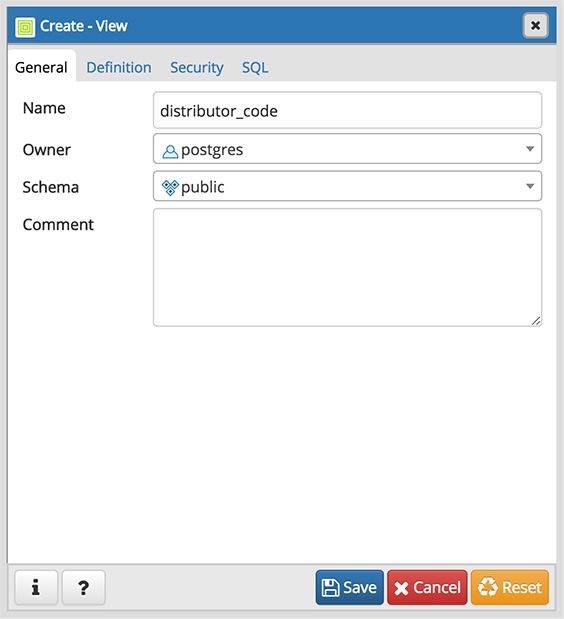 Create - View
General Definition Security SQL
Name distributor_code
Owner postgres
Schema public
Comment
i ? Save Cancel Reset